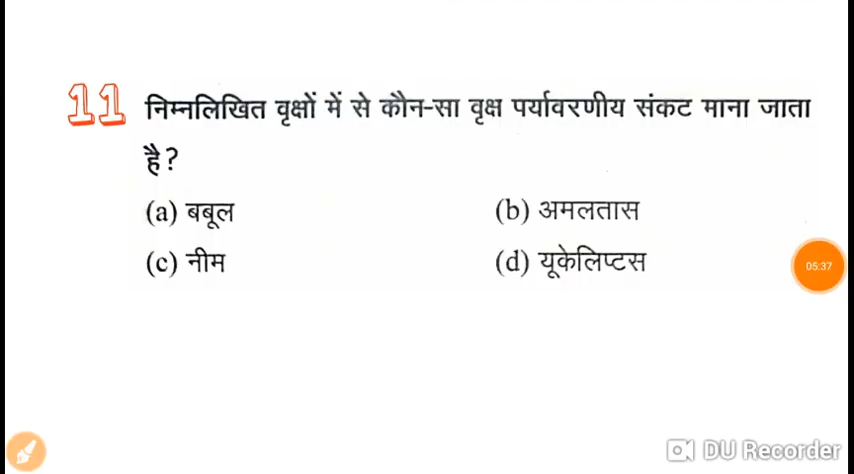 11 निम्नलिखित वृक्षों में से कौन-सा वृक्ष पर्यावरणीय संकट माना जाता
है?
(a) बबूल (b) अमलतास
(c) नीम (d) यूकेलिप्टस
05:37
DU Recorder